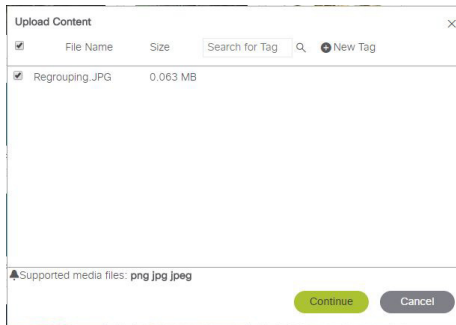 Upload Content
File Name Size Search for Tag New Tag
Regrouping.JPG 0.063 MB
Supported media files: png jpg jpeg
Continue Cancel